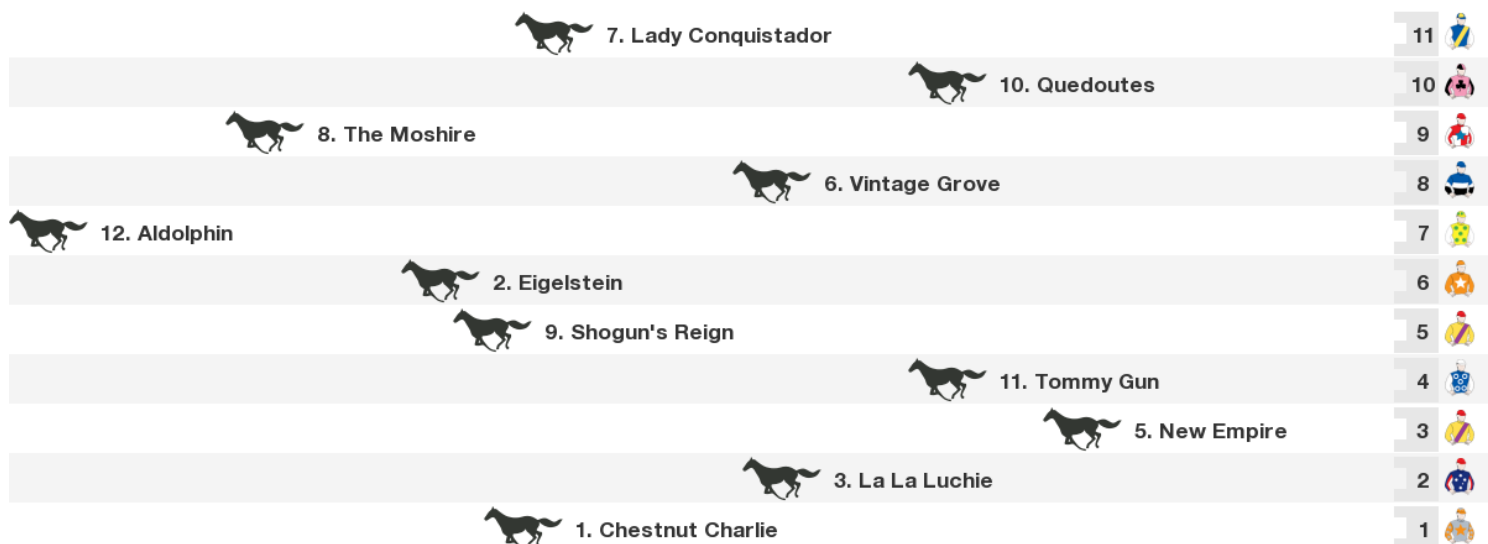 7. Lady Conquistador 11
10. Quedoutes 10
8. The Moshire 9
6. Vintage Grove 8
12. Aldolphin 7
2. Eigelstein 6
9. Shogun's Reign 5
11. Tommy Gun 4
5. New Empire 3
3. La La Luchie 2
1. Chestnut Charlie 1